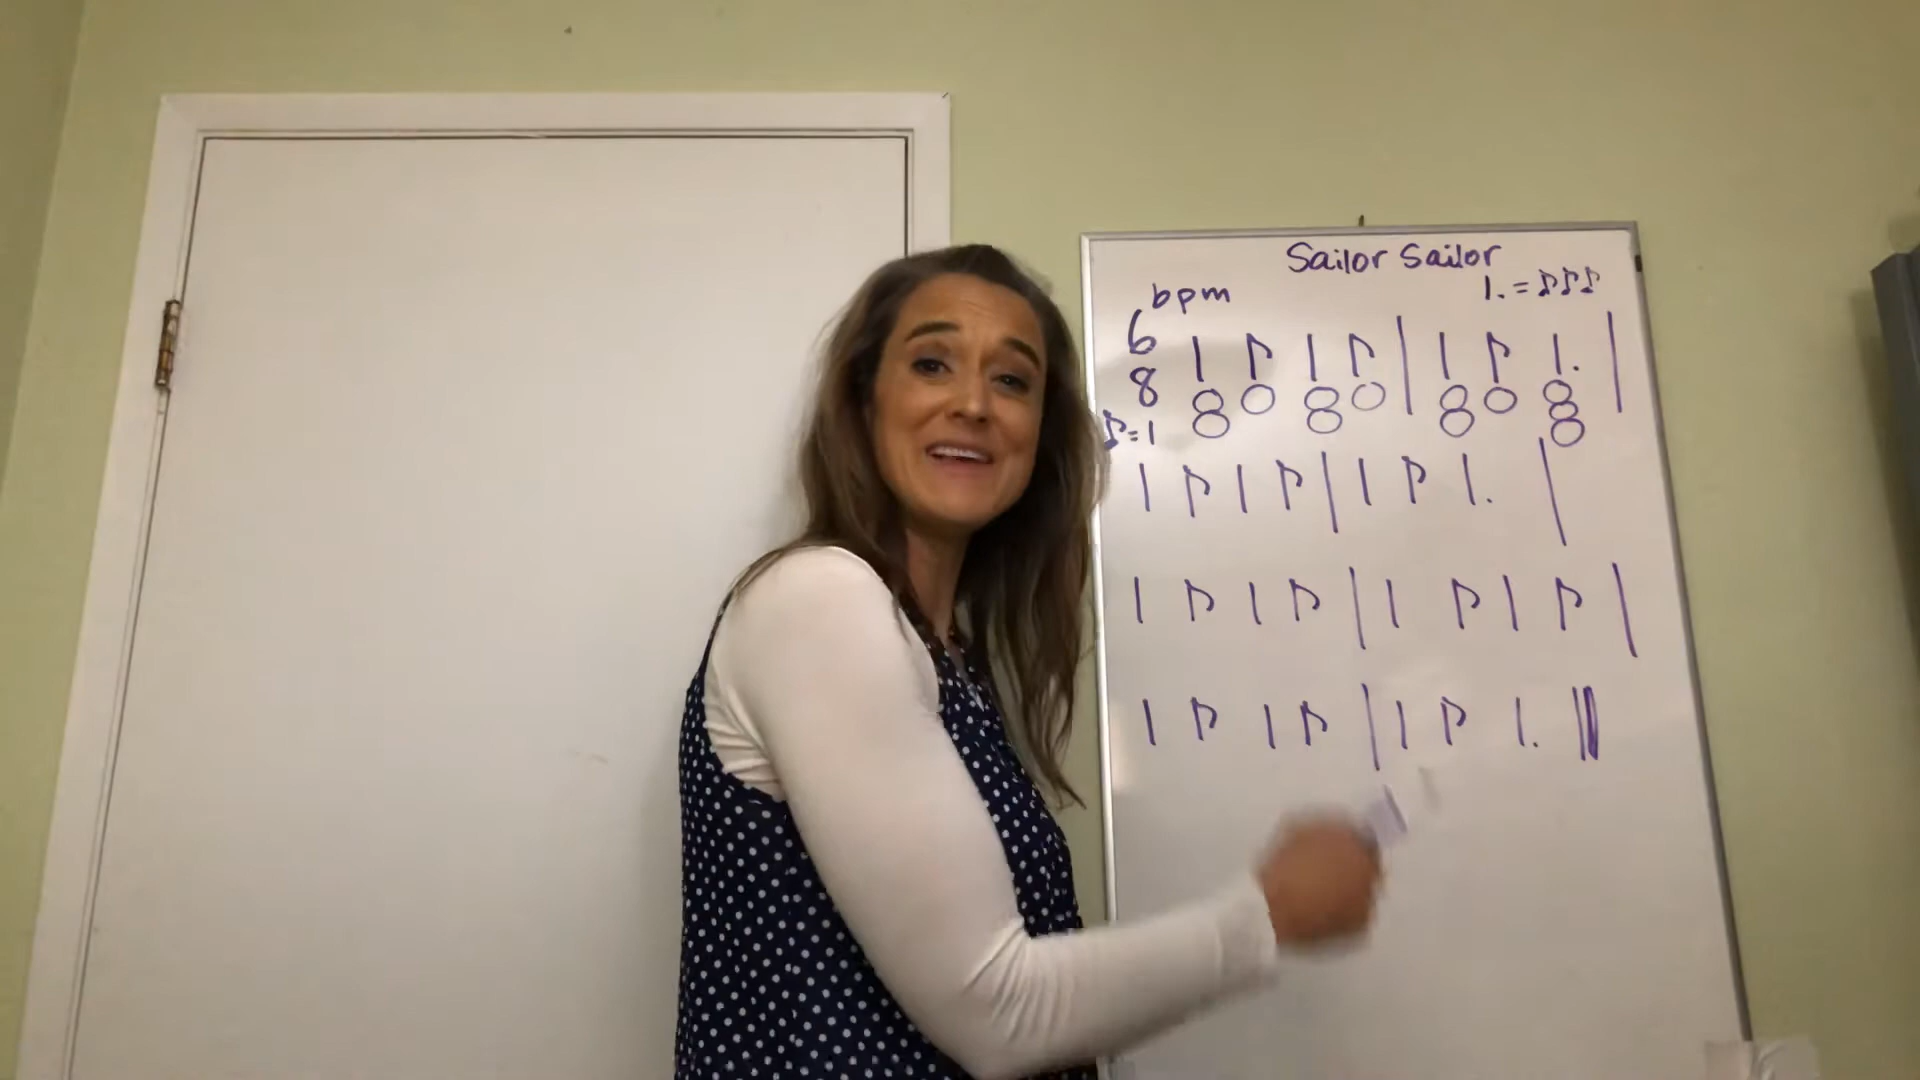 Sailor Sailor
bpm
1. = ♪♪♪
6
8
♪=1
| ♪ | ♪ | | ♪ |. |
| ♪ | ♪ | | ♪ |. |
| ♪ | ♪ | | ♪ | ♪ |
| ♪ | ♪ | | ♪ |. ||